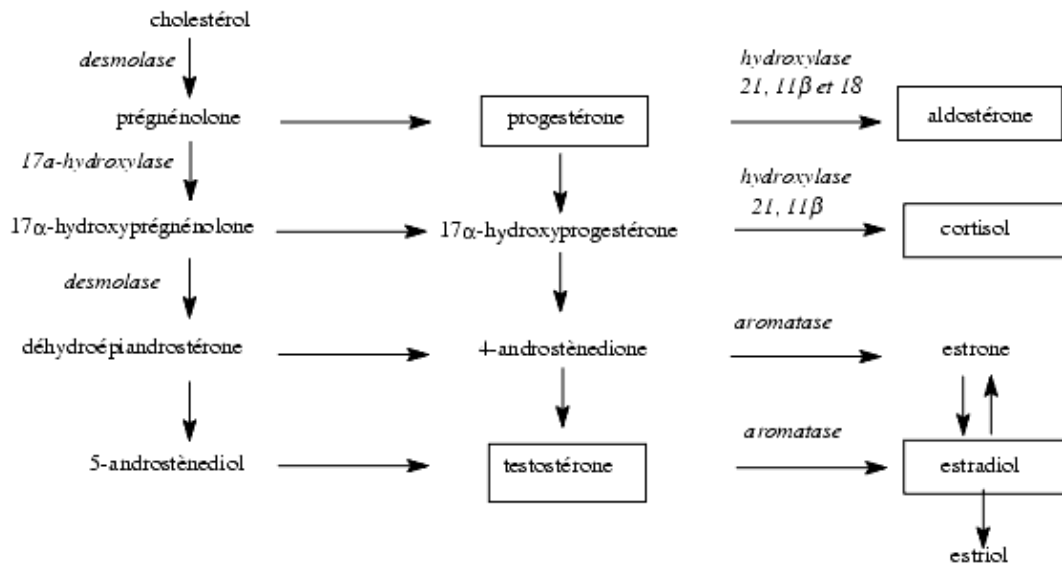 cholestérol
desmolase
hydroxylase
21, 11β et 18
prégnénolone
progestérone
aldostérone
17a-hydroxylase
hydroxylase
21, 11β
17α-hydroxyprégnénolone
17α-hydroxyprogestérone
cortisol
desmolase
aromatase
déhydroépiandrostérone
4-androstènedione
estrone
aromatase
5-androstènediol
testostérone
estradiol
estriol